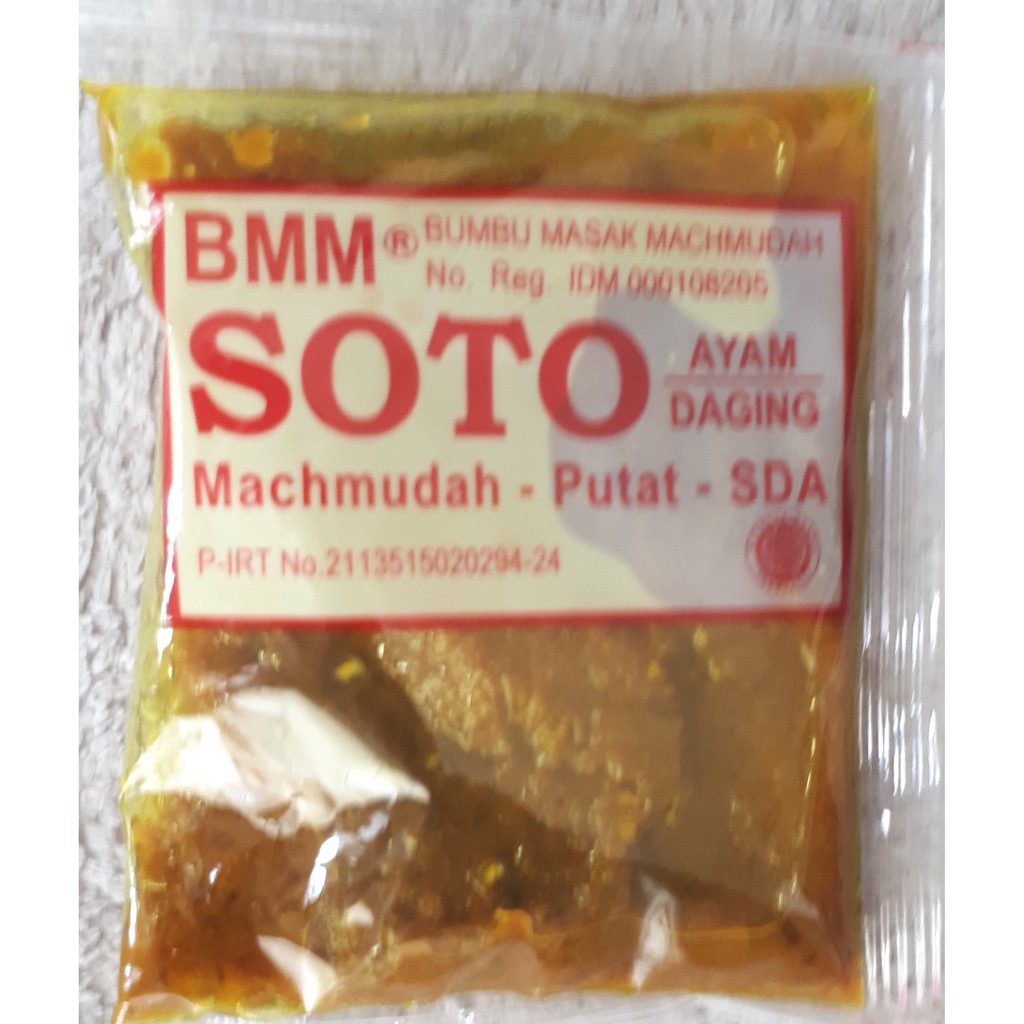 BMM® BUMBU MASAK MACHMUDAH
No. Reg. IDM 000108205
SOTO AYAM
DAGING
Machmudah - Putat - SDA
P-IRT No.2113515020294-24